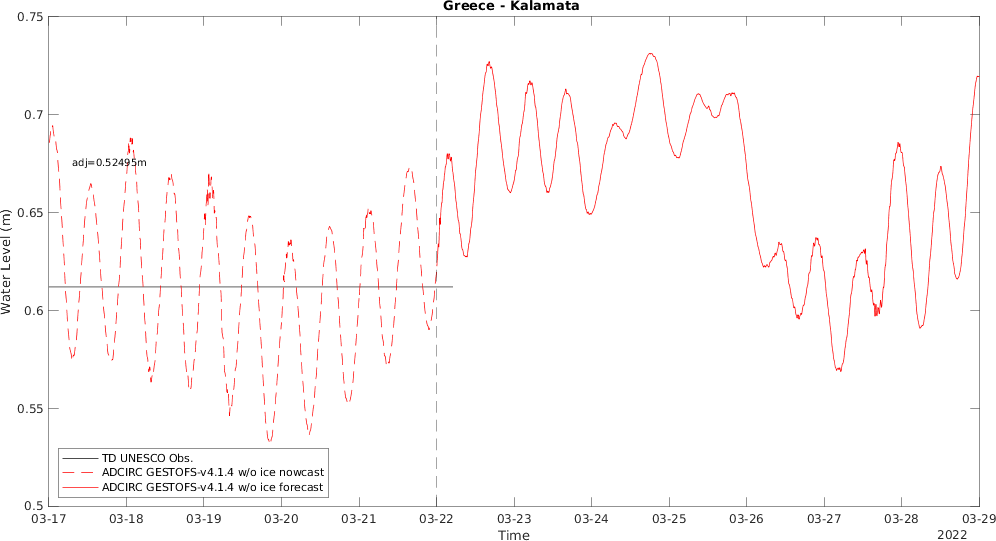 Greece - Kalamata
0.75
0.7
0.65
0.6
0.55
0.5
Water Level (m)
adj=0.52495m
TD UNESCO Obs.
ADCIRC GESTOFS-v4.1.4 w/o ice nowcast
ADCIRC GESTOFS-v4.1.4 w/o ice forecast
03-17 03-18 03-19 03-20 03-21 03-22 03-23 03-24 03-25 03-26 03-27 03-28 03-29
Time
2022